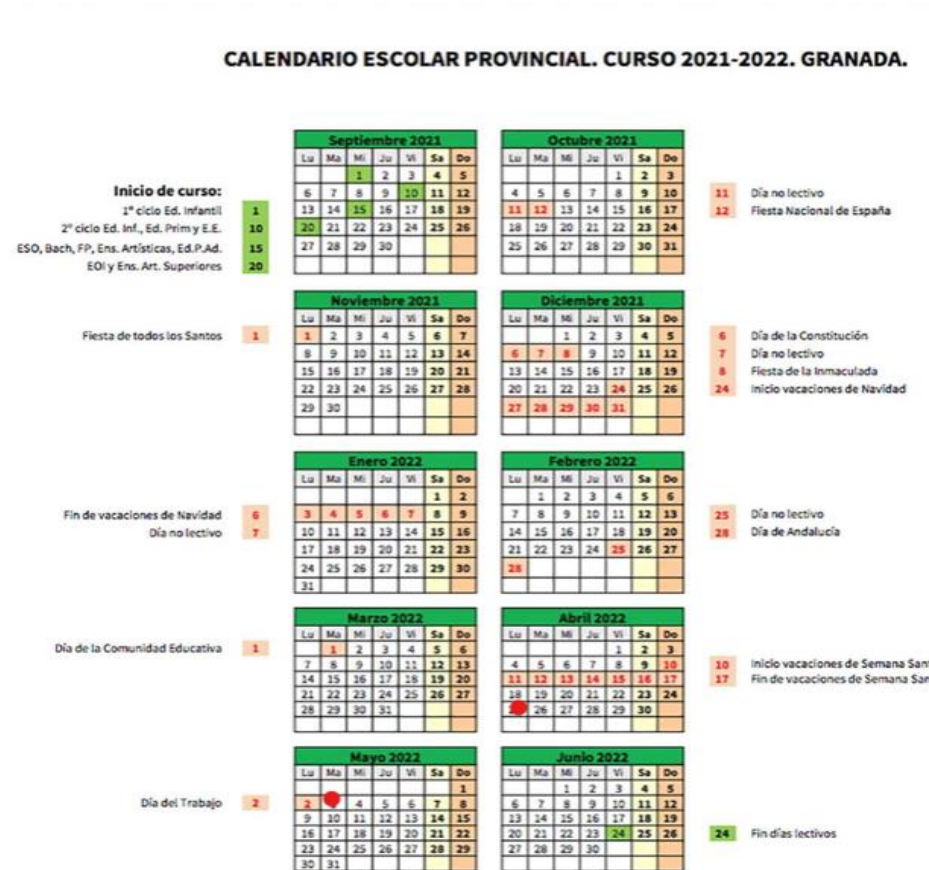 CALENDARIO ESCOLAR PROVINCIAL. CURSO 2021-2022. GRANADA.
Inicio de curso:
1º ciclo Ed. Infantil 1
2º ciclo Ed. Inf., Ed. Prim y E.E. 10
ESO, Bach, FP, Ens. Artísticas, Ed.P.Ad. 15
EOI y Ens. Art. Superiores 20
Septiembre 2021
Lu Ma Mi Ju Vi Sa Do
1 2 3 4 5
6 7 8 9 10 11 12
13 14 15 16 17 18 19
20 21 22 23 24 25 26
27 28 29 30
Octubre 2021
Lu Ma Mi Ju Vi Sa Do
1 2 3
4 5 6 7 8 9 10
11 12 13 14 15 16 17
18 19 20 21 22 23 24
25 26 27 28 29 30 31
11 Día no lectivo
12 Fiesta Nacional de España
Fiesta de todos los Santos 1
Noviembre 2021
Lu Ma Mi Ju Vi Sa Do
1 2 3 4 5 6 7
8 9 10 11 12 13 14
15 16 17 18 19 20 21
22 23 24 25 26 27 28
29 30
Diciembre 2021
Lu Ma Mi Ju Vi Sa Do
1 2 3 4 5
6 7 8 9 10 11 12
13 14 15 16 17 18 19
20 21 22 23 24 25 26
27 28 29 30 31
6 Día de la Constitución
7 Día no lectivo
8 Fiesta de la Inmaculada
24 Inicio vacaciones de Navidad
Fin de vacaciones de Navidad 6
Día no lectivo 7
Enero 2022
Lu Ma Mi Ju Vi Sa Do
1 2
3 4 5 6 7 8 9
10 11 12 13 14 15 16
17 18 19 20 21 22 23
24 25 26 27 28 29 30
31
Febrero 2022
Lu Ma Mi Ju Vi Sa Do
1 2 3 4 5 6
7 8 9 10 11 12 13
14 15 16 17 18 19 20
21 22 23 24 25 26 27
28
25 Día no lectivo
28 Día de Andalucía
Día de la Comunidad Educativa 1
Marzo 2022
Lu Ma Mi Ju Vi Sa Do
1 2 3 4 5 6
7 8 9 10 11 12 13
14 15 16 17 18 19 20
21 22 23 24 25 26 27
28 29 30 31
Abril 2022
Lu Ma Mi Ju Vi Sa Do
1 2 3
4 5 6 7 8 9 10
11 12 13 14 15 16 17
18 19 20 21 22 23 24
26 27 28 29 30
10 Inicio vacaciones de Semana San
17 Fin de vacaciones de Semana San
Día del Trabajo 2
Mayo 2022
Lu Ma Mi Ju Vi Sa Do
1
2 4 5 6 7 8
9 10 11 12 13 14 15
16 17 18 19 20 21 22
23 24 25 26 27 28 29
30 31
Junio 2022
Lu Ma Mi Ju Vi Sa Do
1 2 3 4 5
6 7 8 9 10 11 12
13 14 15 16 17 18 19
20 21 22 23 24 25 26
27 28 29 30
24 Fin días lectivos